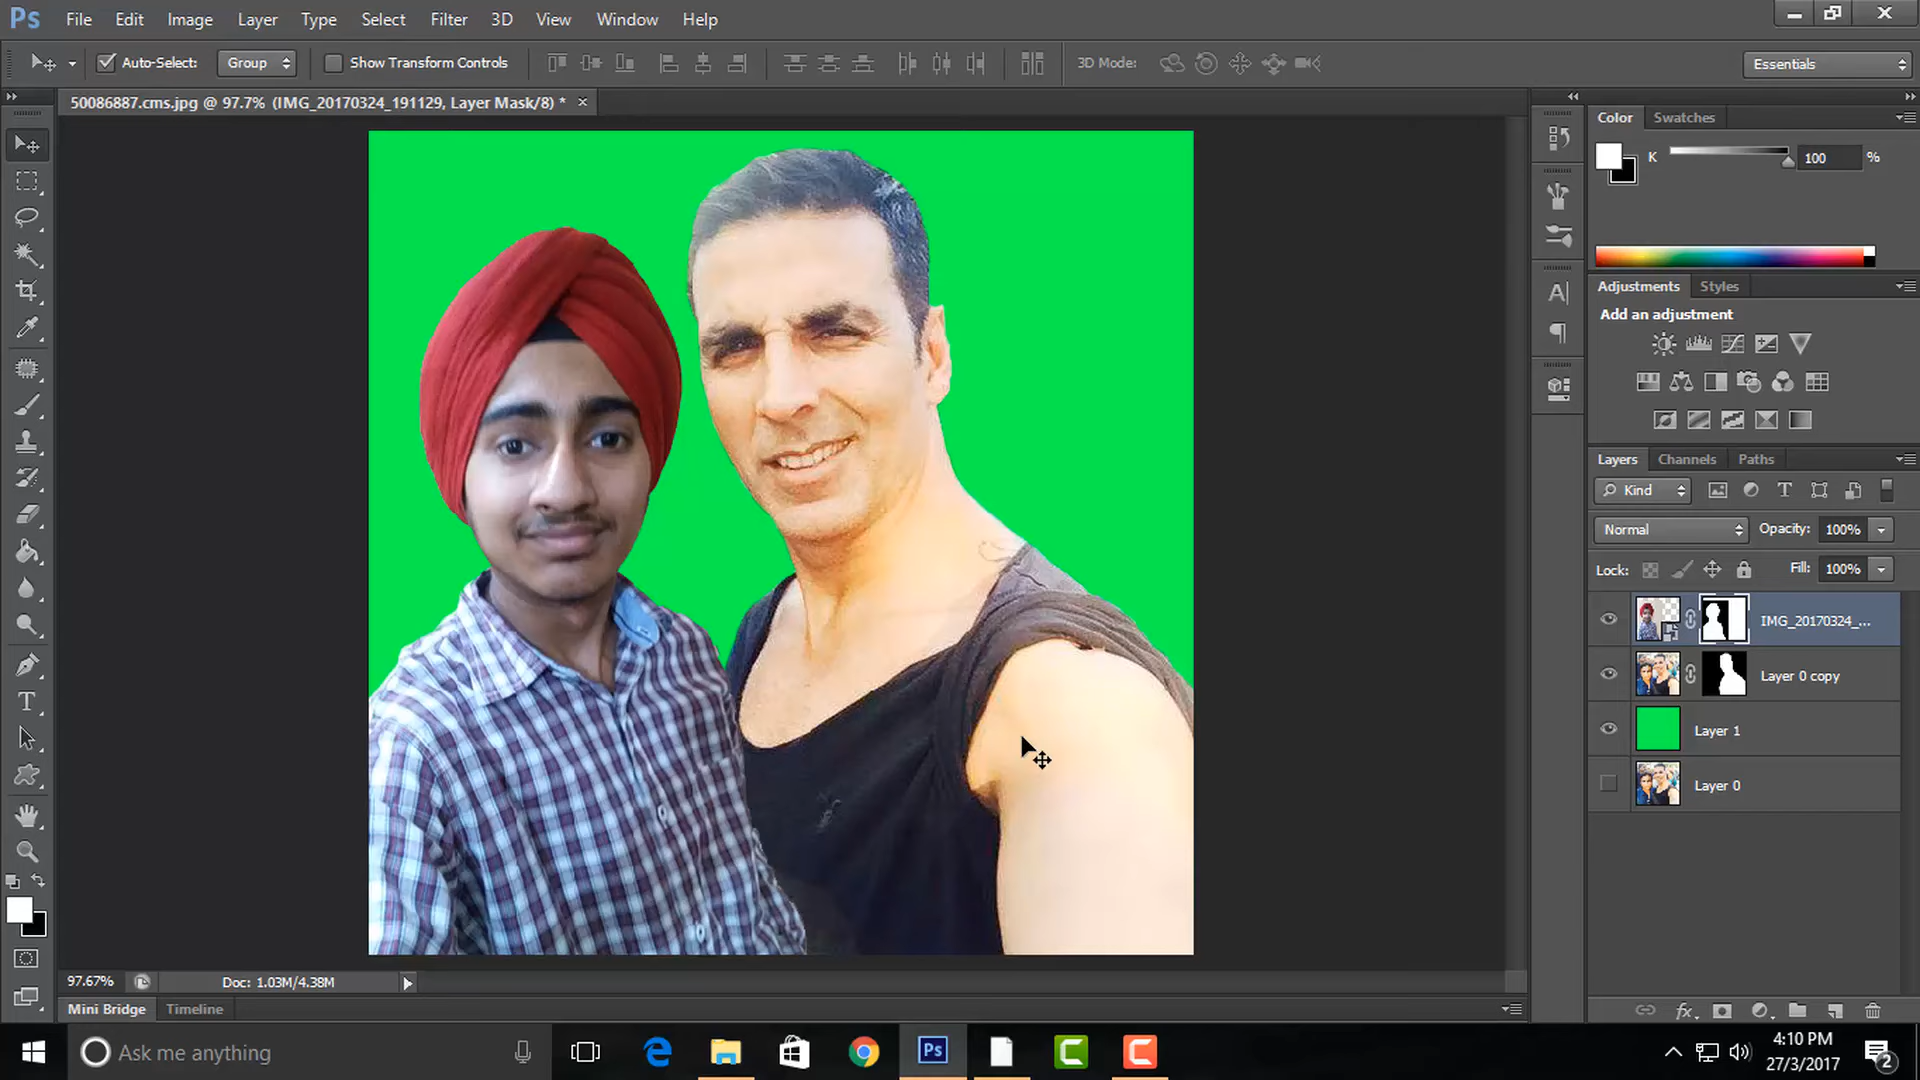 Ps File Edit Image Layer Type Select Filter 3D View Window Help
Auto-Select: Group Show Transform Controls 3D Mode: Essentials
50086887.cms.jpg @ 97.7% (IMG_20170324_191129, Layer Mask/8) *
Color Swatches
K 100 %
Adjustments Styles
Add an adjustment
Layers Channels Paths
Kind
Normal Opacity: 100%
Lock: Fill: 100%
IMG_20170324_...
Layer 0 copy
Layer 1
Layer 0
97.67% Doc: 1.03M/4.38M
Mini Bridge Timeline
Ask me anything
Ps
4:10 PM
27/3/2017
2